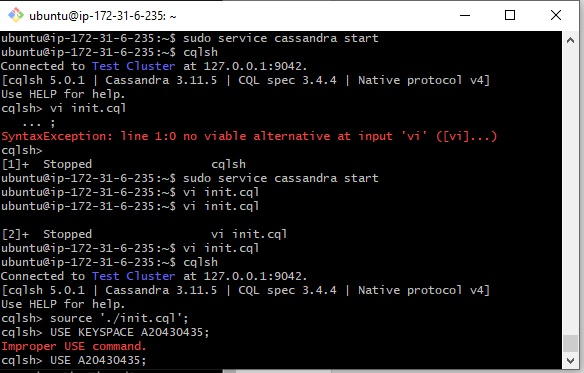 ubuntu@ip-172-31-6-235: ~
ubuntu@ip-172-31-6-235:~$ sudo service cassandra start
ubuntu@ip-172-31-6-235:~$ cqlsh
Connected to Test Cluster at 127.0.0.1:9042.
[cqlsh 5.0.1 | Cassandra 3.11.5 | CQL spec 3.4.4 | Native protocol v4]
Use HELP for help.
cqlsh> vi init.cql
   ... ;
SyntaxException: line 1:0 no viable alternative at input 'vi' ([vi]...)
cqlsh>
[1]+  Stopped                 cqlsh
ubuntu@ip-172-31-6-235:~$ sudo service cassandra start
ubuntu@ip-172-31-6-235:~$ vi init.cql
ubuntu@ip-172-31-6-235:~$ vi init.cql

[2]+  Stopped                 vi init.cql
ubuntu@ip-172-31-6-235:~$ vi init.cql
ubuntu@ip-172-31-6-235:~$ cqlsh
Connected to Test Cluster at 127.0.0.1:9042.
[cqlsh 5.0.1 | Cassandra 3.11.5 | CQL spec 3.4.4 | Native protocol v4]
Use HELP for help.
cqlsh> source './init.cql';
cqlsh> USE KEYSPACE A20430435;
Improper USE command.
cqlsh> USE A20430435;